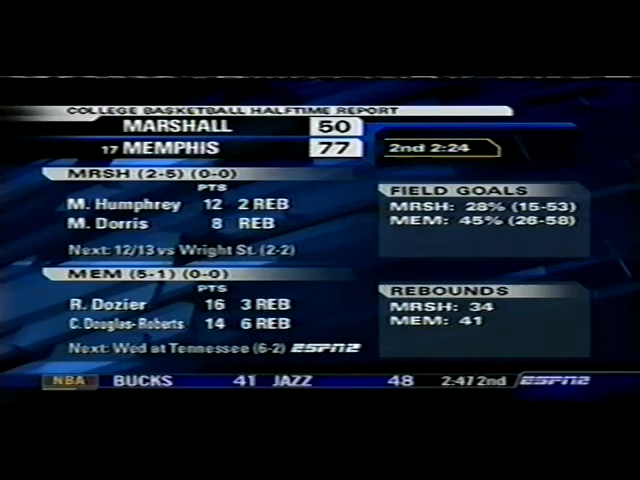 COLLEGE BASKETBALL HALFTIME REPORT
MARSHALL 50
17 MEMPHIS 77
2nd 2:24
MRSH (2-5) (0-0)
PTS
M. Humphrey 12 2 REB
M. Dorris 8 REB
Next: 12/13 vs Wright St. (2-2)
FIELD GOALS
MRSH: 28% (15-53)
MEM: 45% (26-58)
MEM (5-1) (0-0)
PTS
R. Dozier 16 3 REB
C. Douglas-Roberts 14 6 REB
Next: Wed at Tennessee (6-2) ESPN2
REBOUNDS
MRSH: 34
MEM: 41
NBA BUCKS 41 JAZZ 48 2:47 2nd ESPN2